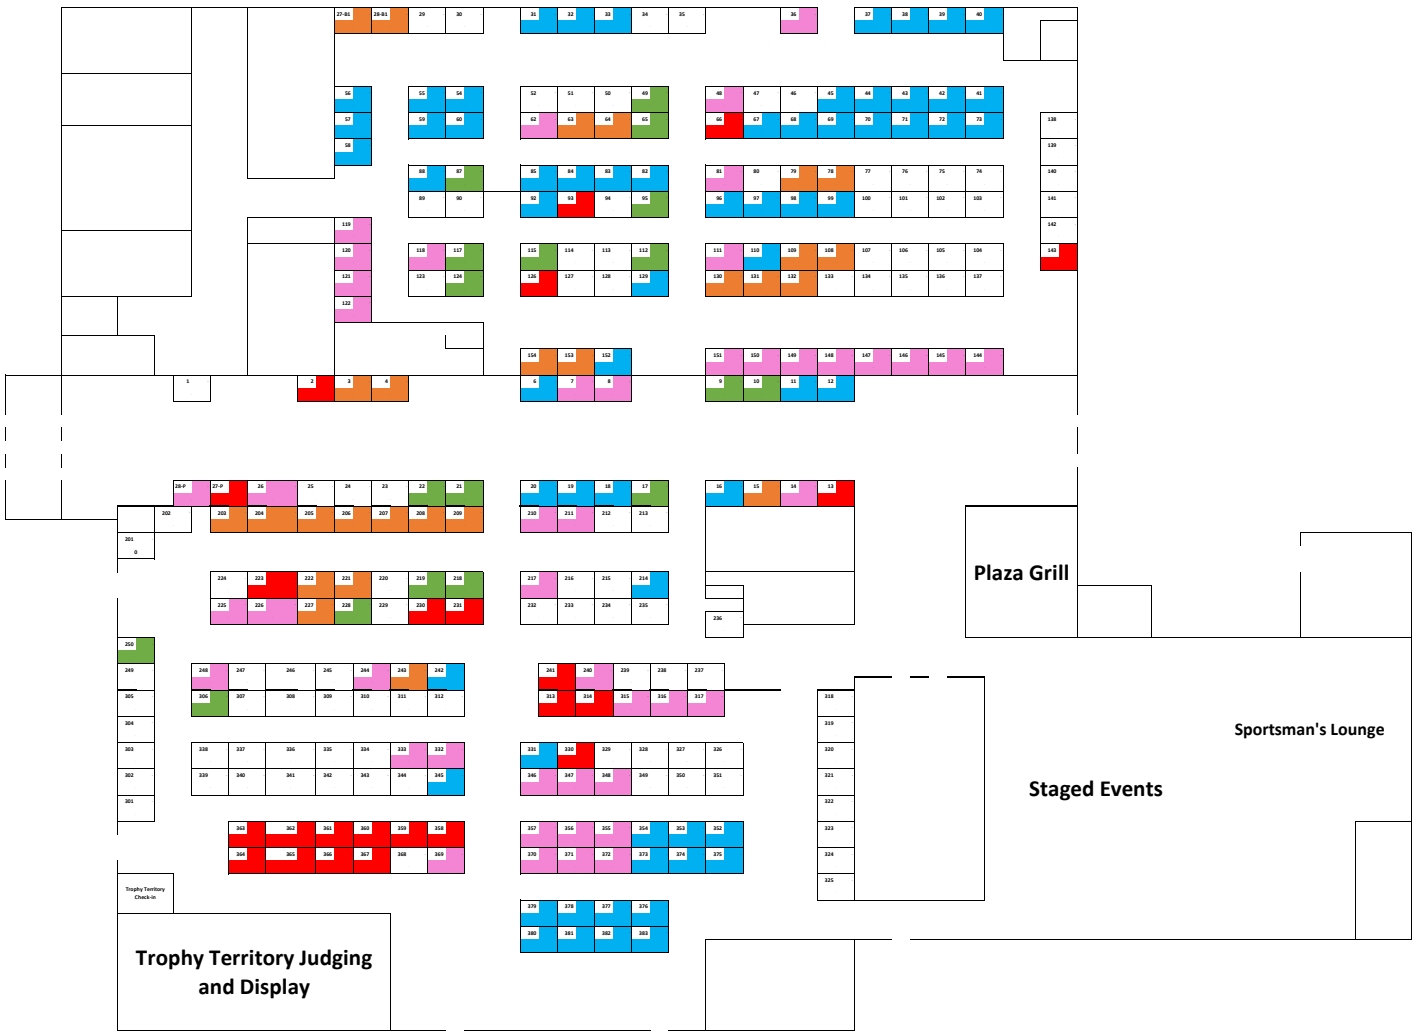 27-B1 28-B1 29 30 31 32 33 34 35 36 37 38 39 40
56 55 54 52 51 50 49 48 47 46 45 44 43 42 41
57 59 60 62 63 64 65 66 67 68 69 70 71 72 73 138
58 139
88 87 85 84 83 82 81 80 79 78 77 76 75 74 140
89 90 92 93 94 95 96 97 98 99 100 101 102 103 141
119 142
120 118 117 115 114 113 112 111 110 109 108 107 106 105 104 143
121 123 124 126 127 128 129 130 131 132 133 134 135 136 137
122
154 153 152 151 150 149 148 147 146 145 144
1 2 3 4 6 7 8 9 10 11 12
28-P 27-P 26 25 24 23 22 21 20 19 18 17 16 15 14 13
202 203 204 205 206 207 208 209 210 211 212 213
201
0
Plaza Grill
224 223 222 221 220 219 218 217 216 215 214
225 226 227 228 229 230 231 232 233 234 235
236
250
249 248 247 246 245 244 243 242 241 240 239 238 237
305 306 307 308 309 310 311 312 313 314 315 316 317 318
304 319
Sportsman's Lounge
303 338 337 336 335 334 333 332 331 330 329 328 327 326 320
302 339 340 341 342 343 344 345 346 347 348 349 350 351 321
Staged Events
301 322
363 362 361 360 359 358 357 356 355 354 353 352 323
364 365 366 367 368 369 370 371 372 373 374 375 324
325
Trophy Territory
Check-in
379 378 377 376
380 381 382 383
Trophy Territory Judging
and Display